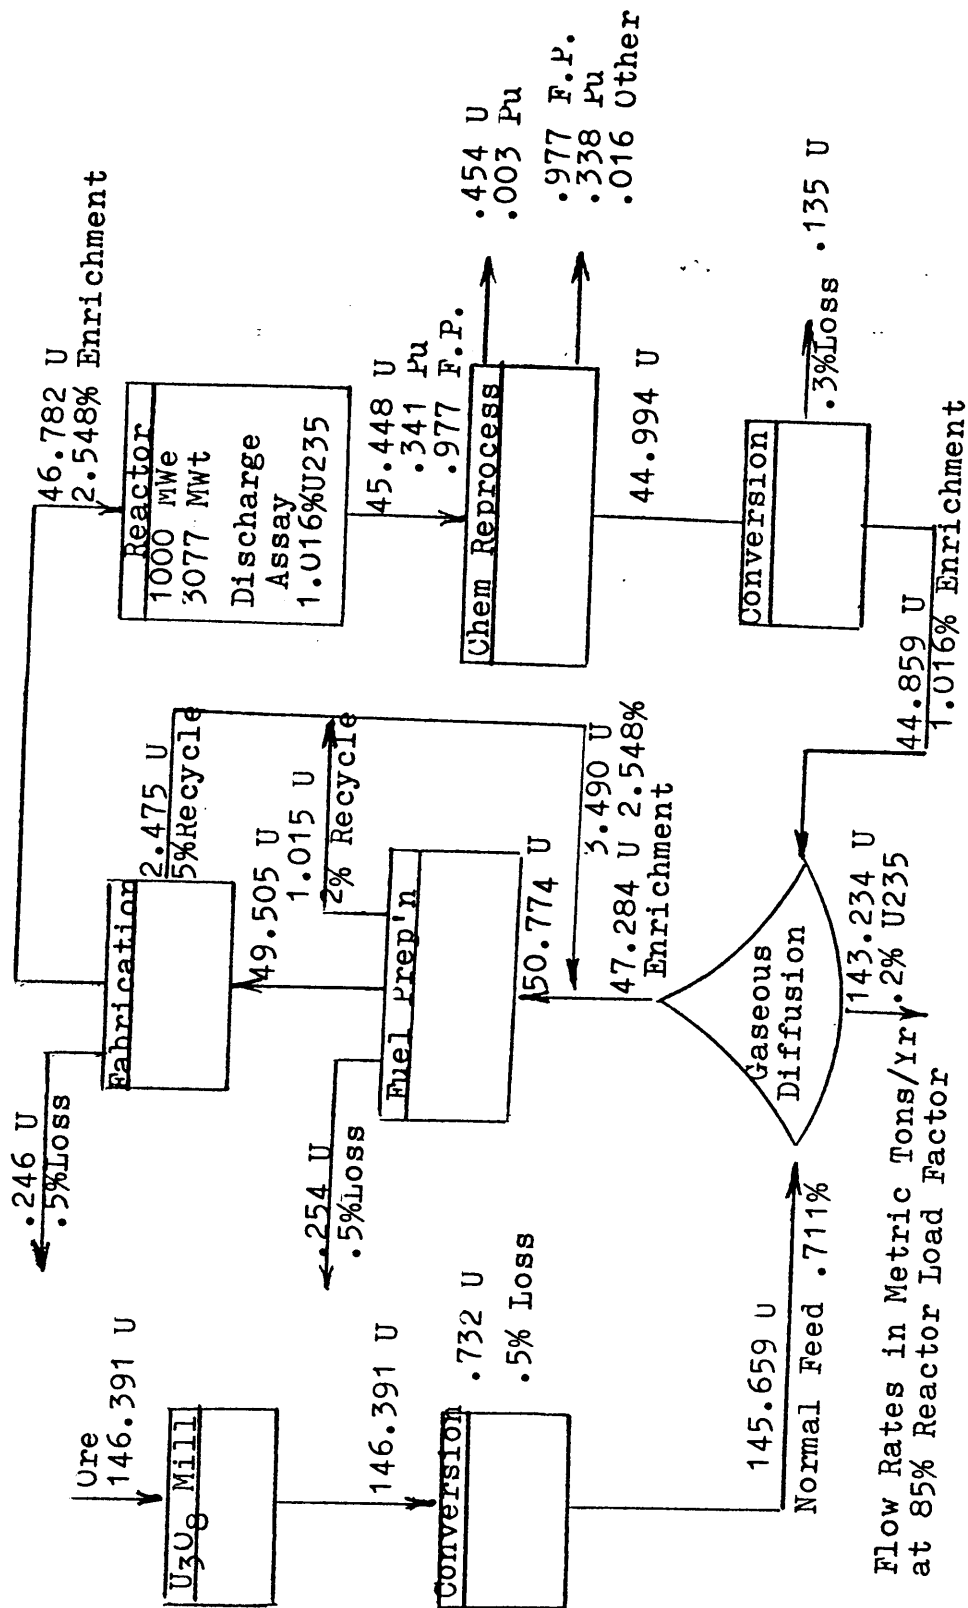 Ore
146.391 U
U3O8 Mill
146.391 U
Conversion
.732 U
.5% Loss
145.659 U
Normal Feed .711%
.246 U
.5%Loss
Fabrication
2.475 U
5%Recycle
49.505 U
1.015 U
2% Recycle
.254 U
.5%Loss
Fuel Prep'n
50.774 U
3.490 U
47.284 U 2.548%
Enrichment
Gaseous
Diffusion
143.234 U
.2% U235
46.782 U
2.548% Enrichment
Reactor
1000 MWe
3077 MWt
Discharge
Assay
1.016%U235
45.448 U
.341 Pu
.977 F.P.
Chem Reprocess
.454 U
.003 Pu
.977 F.P.
.338 Pu
.016 Other
44.994 U
Conversion
.3%Loss .135 U
44.859 U
1.016% Enrichment
Flow Rates in Metric Tons/Yr
at 85% Reactor Load Factor